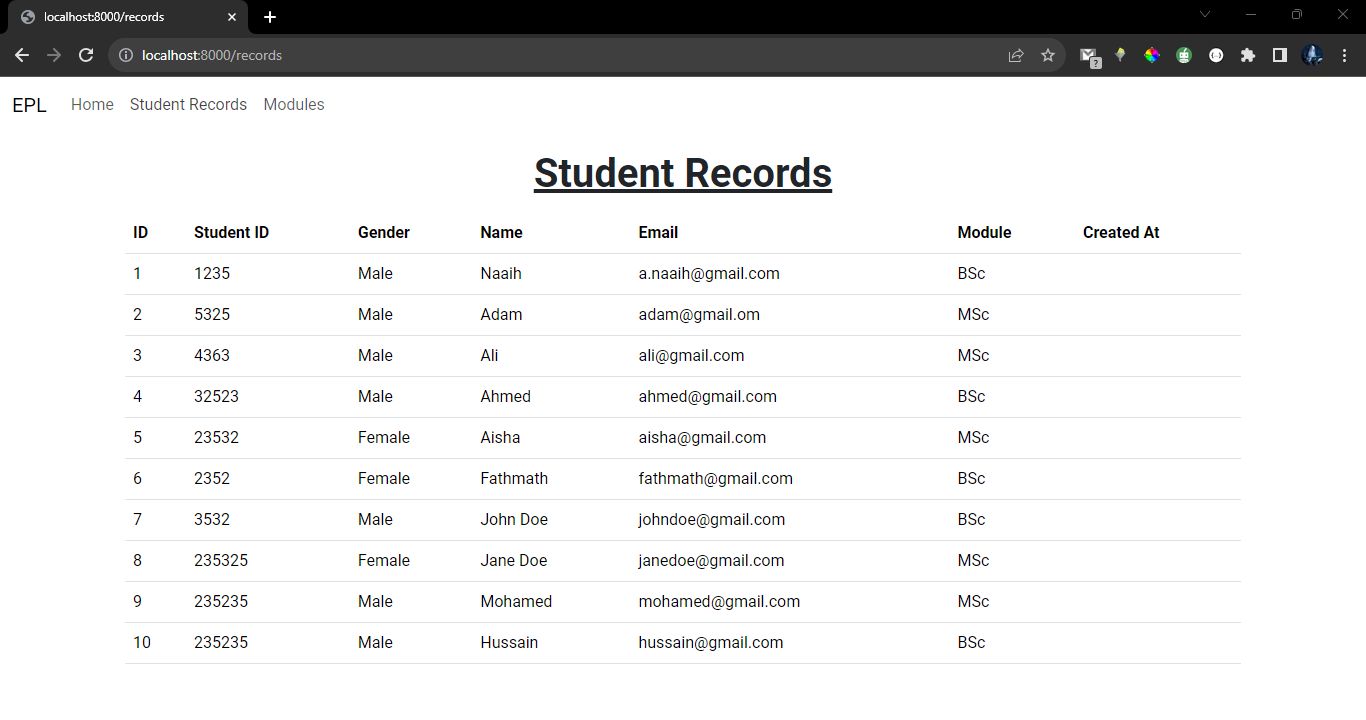 localhost:8000/records
localhost:8000/records
?
EPL Home Student Records Modules
Student Records
ID Student ID Gender Name Email Module Created At
1 1235 Male Naaih a.naaih@gmail.com BSc
2 5325 Male Adam adam@gmail.om MSc
3 4363 Male Ali ali@gmail.com MSc
4 32523 Male Ahmed ahmed@gmail.com BSc
5 23532 Female Aisha aisha@gmail.com MSc
6 2352 Female Fathmath fathmath@gmail.com BSc
7 3532 Male John Doe johndoe@gmail.com BSc
8 235325 Female Jane Doe janedoe@gmail.com MSc
9 235235 Male Mohamed mohamed@gmail.com MSc
10 235235 Male Hussain hussain@gmail.com BSc